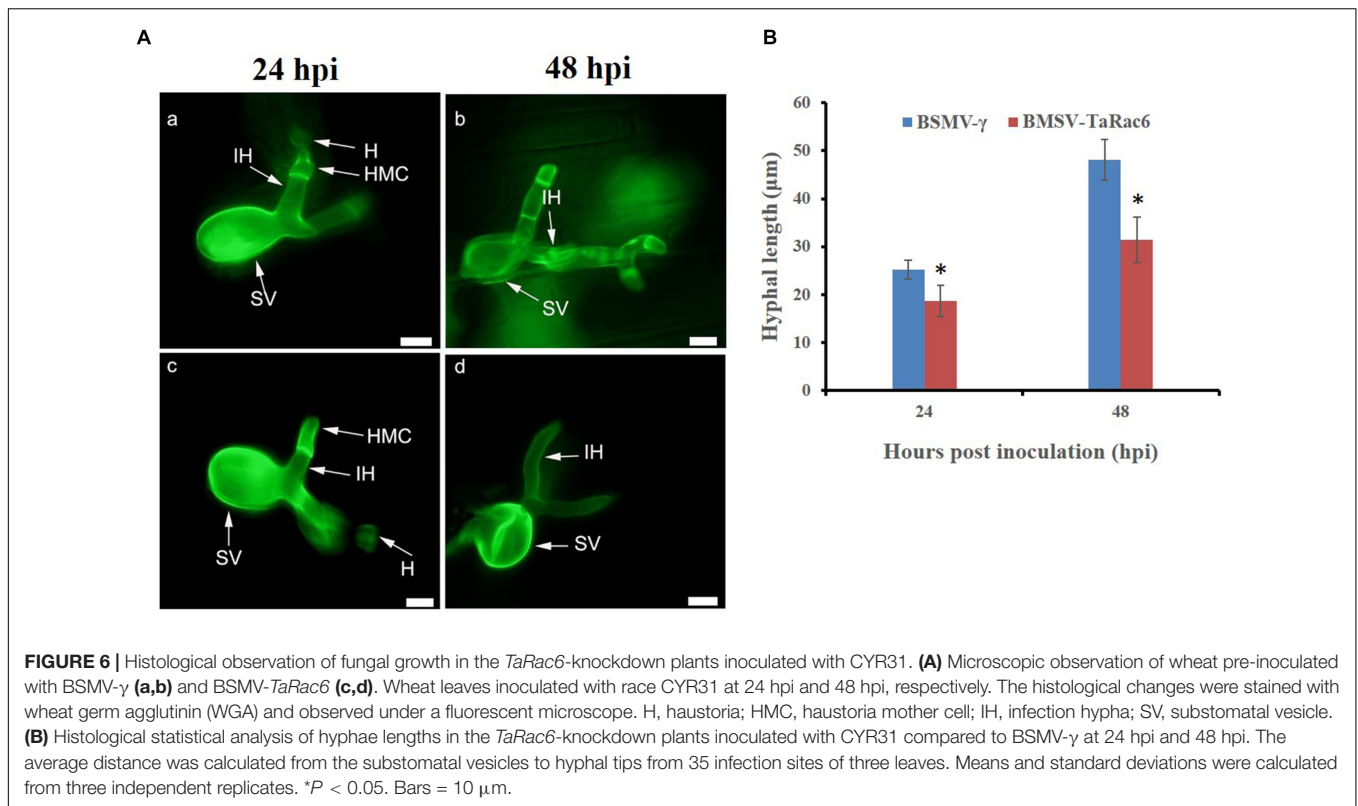 A
B
24 hpi
48 hpi
a
H
HMC
IH
SV
b
IH
SV
c
HMC
IH
SV
H
d
IH
SV
60
50
40
30
20
10
0
Hyphal length (µm)
BSMV-γ
BMSV-TaRac6
*
*
24
48
Hours post inoculation (hpi)
FIGURE 6 | Histological observation of fungal growth in the TaRac6-knockdown plants inoculated with CYR31. (A) Microscopic observation of wheat pre-inoculated
with BSMV-γ (a,b) and BSMV-TaRac6 (c,d). Wheat leaves inoculated with race CYR31 at 24 hpi and 48 hpi, respectively. The histological changes were stained with
wheat germ agglutinin (WGA) and observed under a fluorescent microscope. H, haustoria; HMC, haustoria mother cell; IH, infection hypha; SV, substomatal vesicle.
(B) Histological statistical analysis of hyphae lengths in the TaRac6-knockdown plants inoculated with CYR31 compared to BSMV-γ at 24 hpi and 48 hpi. The
average distance was calculated from the substomatal vesicles to hyphal tips from 35 infection sites of three leaves. Means and standard deviations were calculated
from three independent replicates. *P < 0.05. Bars = 10 µm.